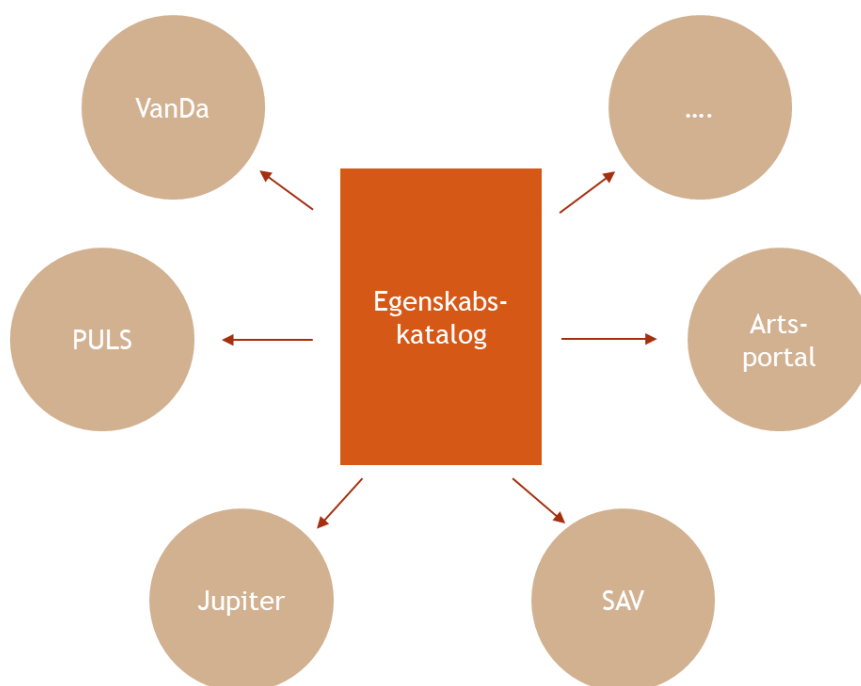 VanDa
....
Egenskabs-
katalog
PULS
Arts-
portal
Jupiter
SAV